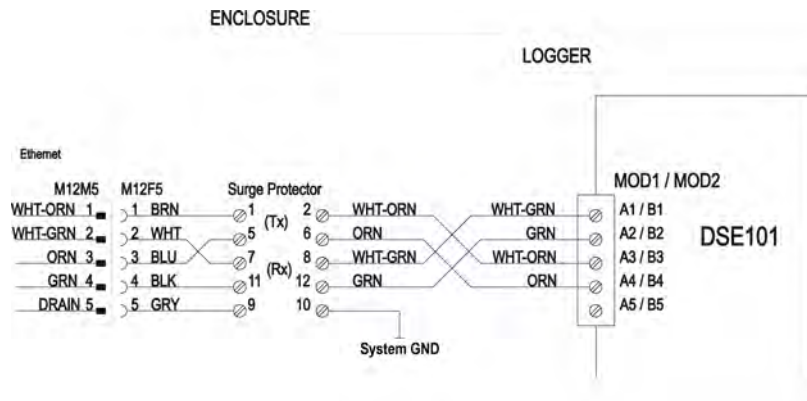 ENCLOSURE
LOGGER
Ethernet
M12M5 M12F5 Surge Protector MOD1 / MOD2
WHT-ORN 1 1 BRN 1 (Tx) 2 WHT-ORN WHT-GRN A1 / B1
WHT-GRN 2 2 WHT 5 6 ORN GRN A2 / B2 DSE101
ORN 3 3 BLU 7 (Rx) 8 WHT-GRN WHT-ORN A3 / B3
GRN 4 4 BLK 11 12 GRN ORN A4 / B4
DRAIN 5 5 GRY 9 10 A5 / B5
System GND